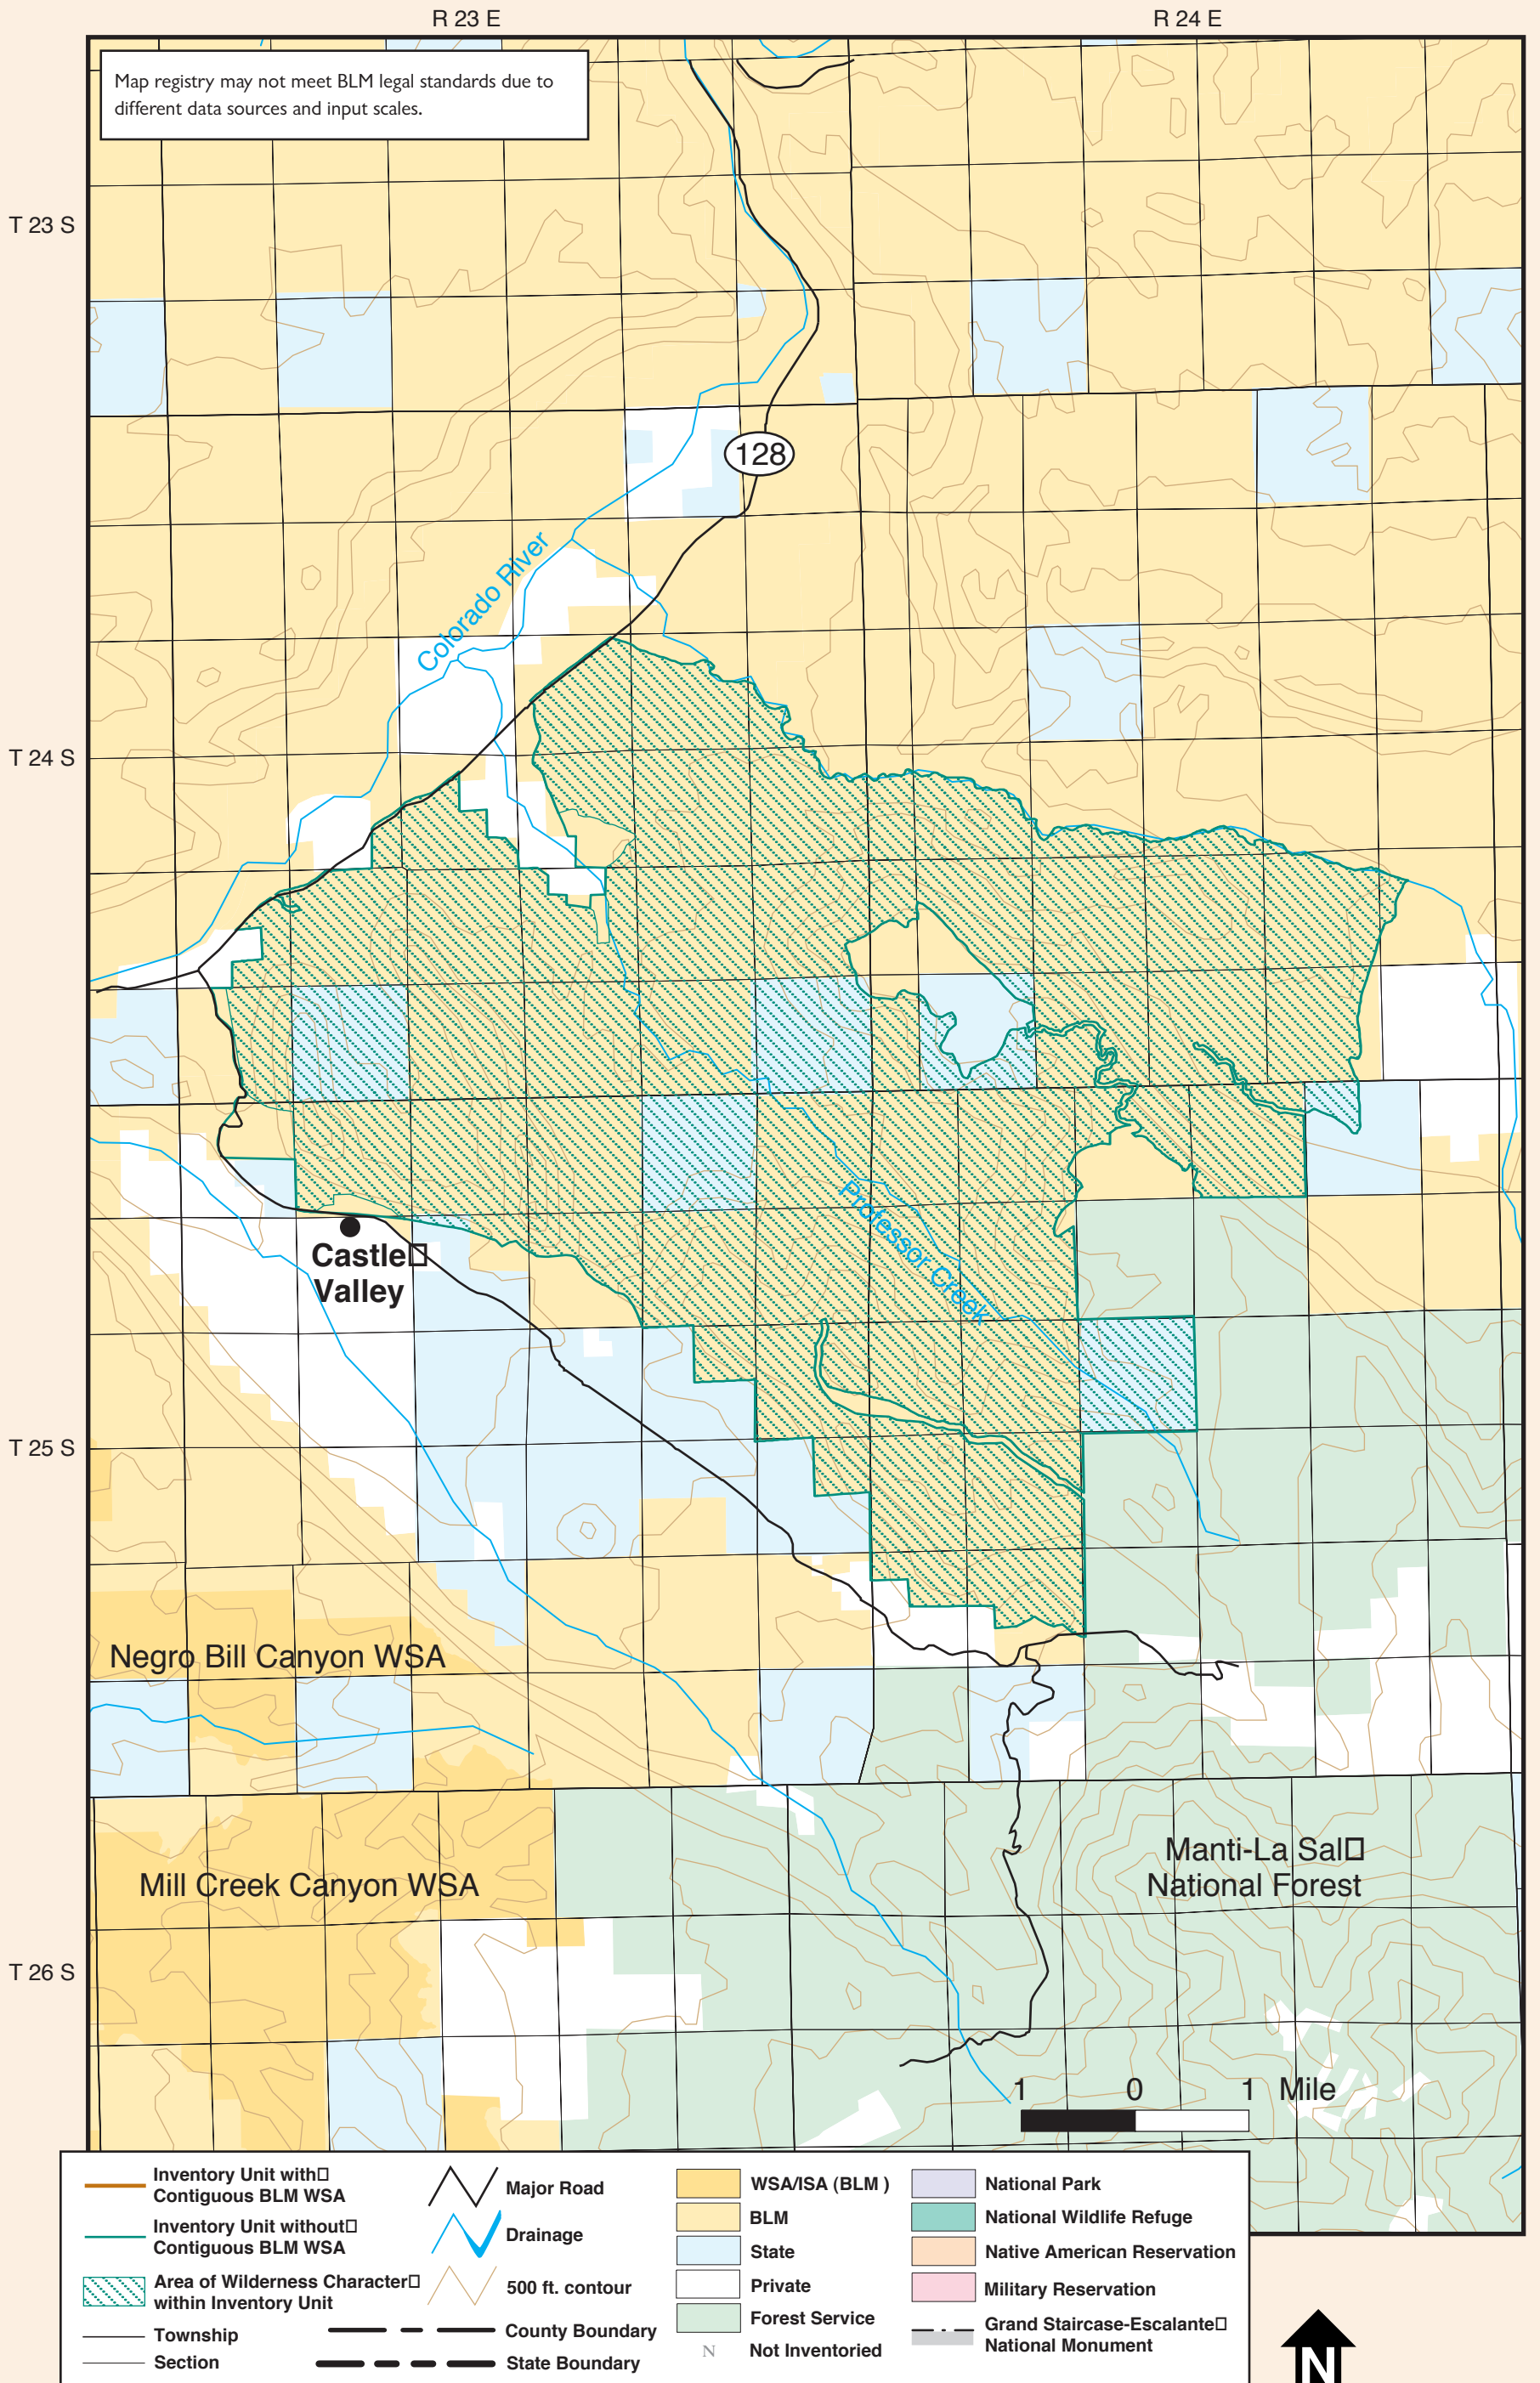 R 23 E
R 24 E
Map registry may not meet BLM legal standards due to
different data sources and input scales.
T 23 S
128
Colorado River
T 24 S
Professor Creek
Castle
Valley
T 25 S
Negro Bill Canyon WSA
Manti-La Sal
National Forest
Mill Creek Canyon WSA
T 26 S
1 0 1 Mile
Inventory Unit with
Contiguous BLM WSA
Inventory Unit without
Contiguous BLM WSA
Area of Wilderness Character
within Inventory Unit
Township
Section
Major Road
Drainage
500 ft. contour
County Boundary
State Boundary
WSA/ISA (BLM )
BLM
State
Private
Forest Service
N Not Inventoried
National Park
National Wildlife Refuge
Native American Reservation
Military Reservation
Grand Staircase-Escalante
National Monument
N